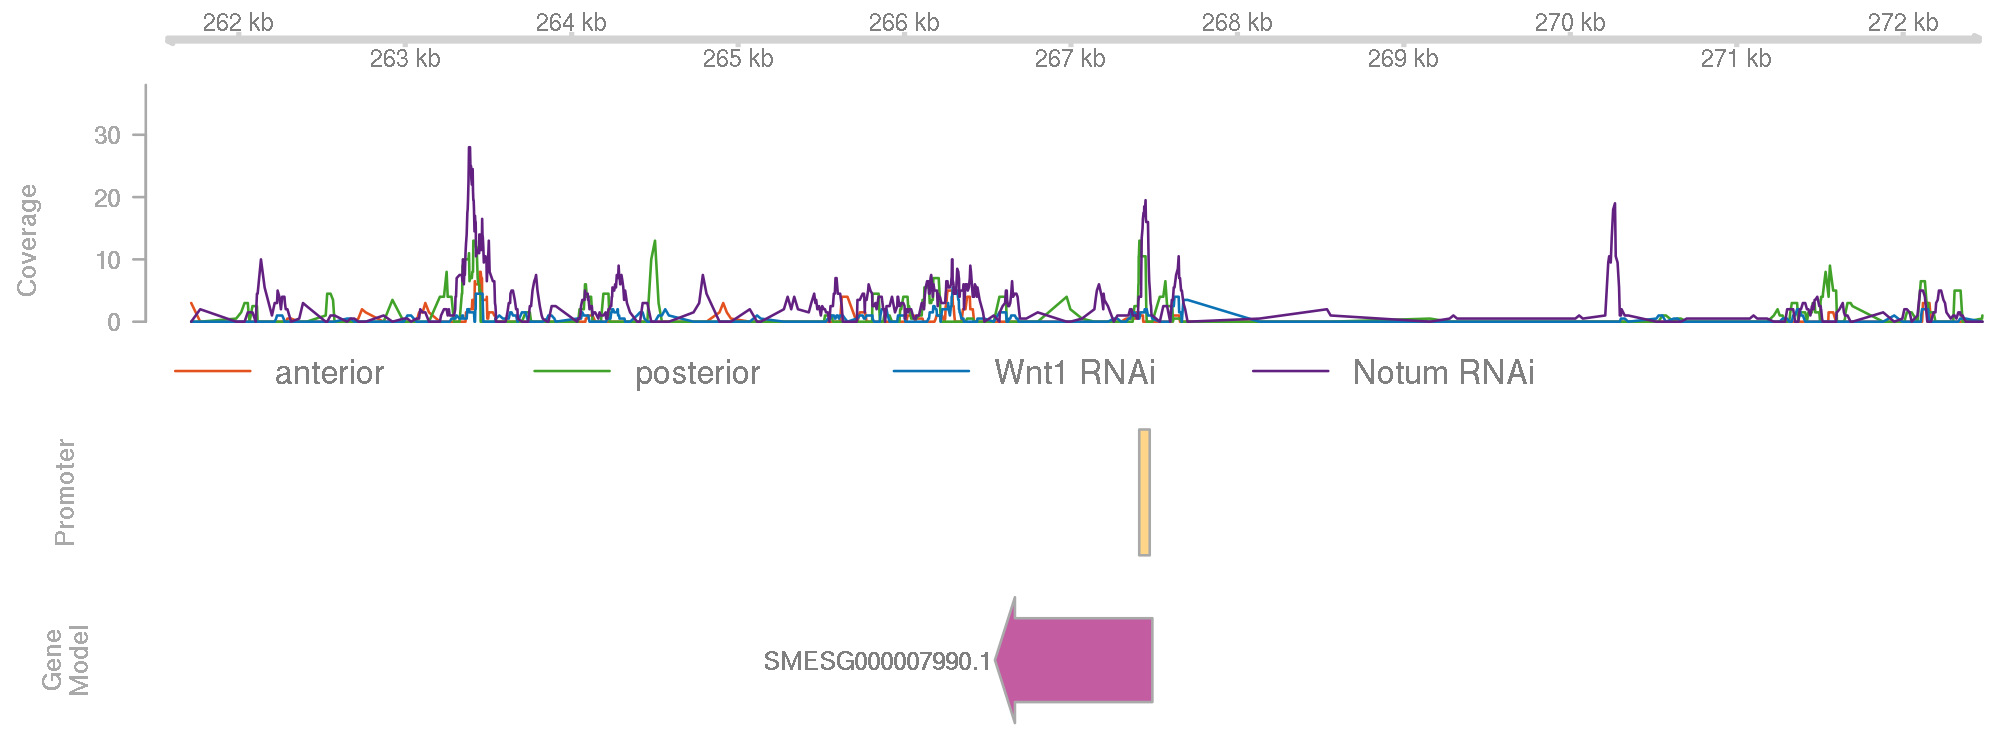 262 kb 264 kb 266 kb 268 kb 270 kb 272 kb
263 kb 265 kb 267 kb 269 kb 271 kb
Coverage
30
20
10
0
anterior posterior Wnt1 RNAi Notum RNAi
Promoter
Gene
Model
SMESG000007990.1